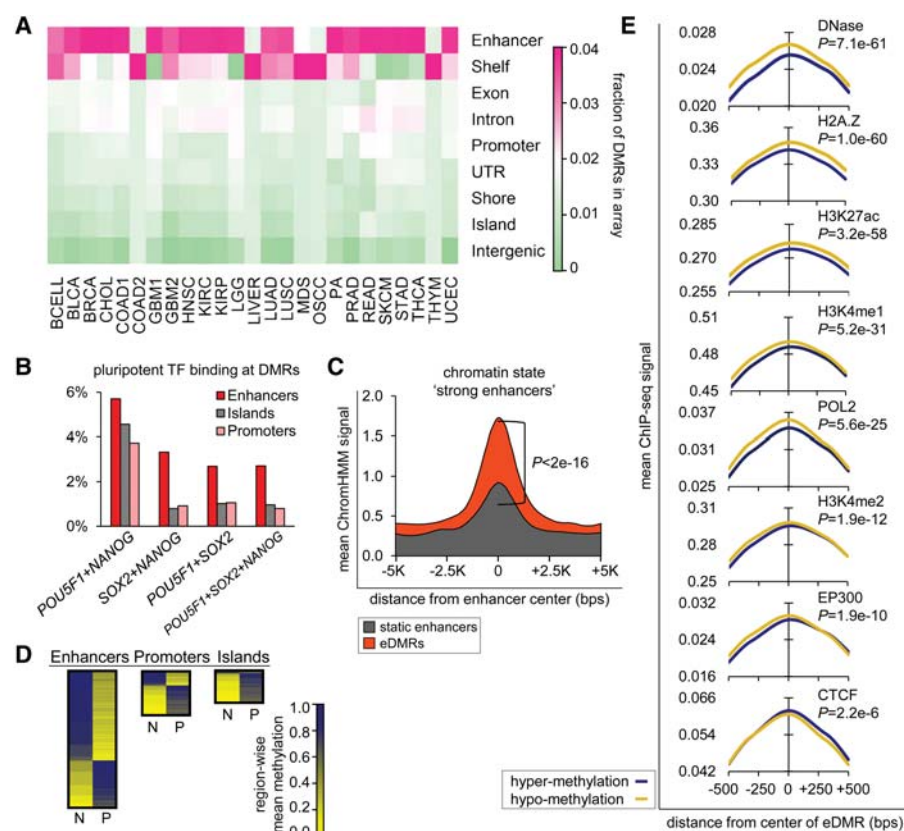 A
Enhancer
Shelf
Exon
Intron
Promoter
UTR
Shore
Island
Intergenic
0.04
0.03
0.02
0.01
0
fraction of DMRs in array
BCELL
BLCA
BRCA
CHOL
COAD1
COAD2
GBM1
GBM2
HNSC
KIRC
KIRP
LGG
LIVER
LUAD
LUSC
MDS
OSCC
PA
PRAD
READ
SKCM
STAD
THCA
THYM
UCEC
B
pluripotent TF binding at DMRs
6%
4%
2%
0%
Enhancers
Islands
Promoters
POU5F1+NANOG
SOX2+NANOG
POU5F1+SOX2
POU5F1+SOX2+NANOG
C
chromatin state
'strong enhancers'
mean ChromHMM signal
2.0
1.5
1.0
0.5
0.0
P<2e-16
-5K
-2.5K
0
+2.5K
+5K
distance from enhancer center (bps)
static enhancers
eDMRs
D
Enhancers Promoters Islands
N P
N P
N P
region-wise
mean methylation
1.0
0.8
0.6
0.4
0.2
0.0
E
mean ChIP-seq signal
DNase
P=7.1e-61
0.028
0.024
0.020
-500 -250 0 +250 +500
H2A.Z
P=1.0e-60
0.36
0.33
0.30
H3K27ac
P=3.2e-58
0.285
0.270
0.255
H3K4me1
P=5.2e-31
0.51
0.48
0.45
POL2
P=5.6e-25
0.037
0.031
0.025
H3K4me2
P=1.9e-12
0.31
0.28
0.25
EP300
P=1.9e-10
0.032
0.024
0.016
CTCF
P=2.2e-6
0.066
0.054
0.042
-500 -250 0 +250 +500
distance from center of eDMR (bps)
hyper-methylation
hypo-methylation